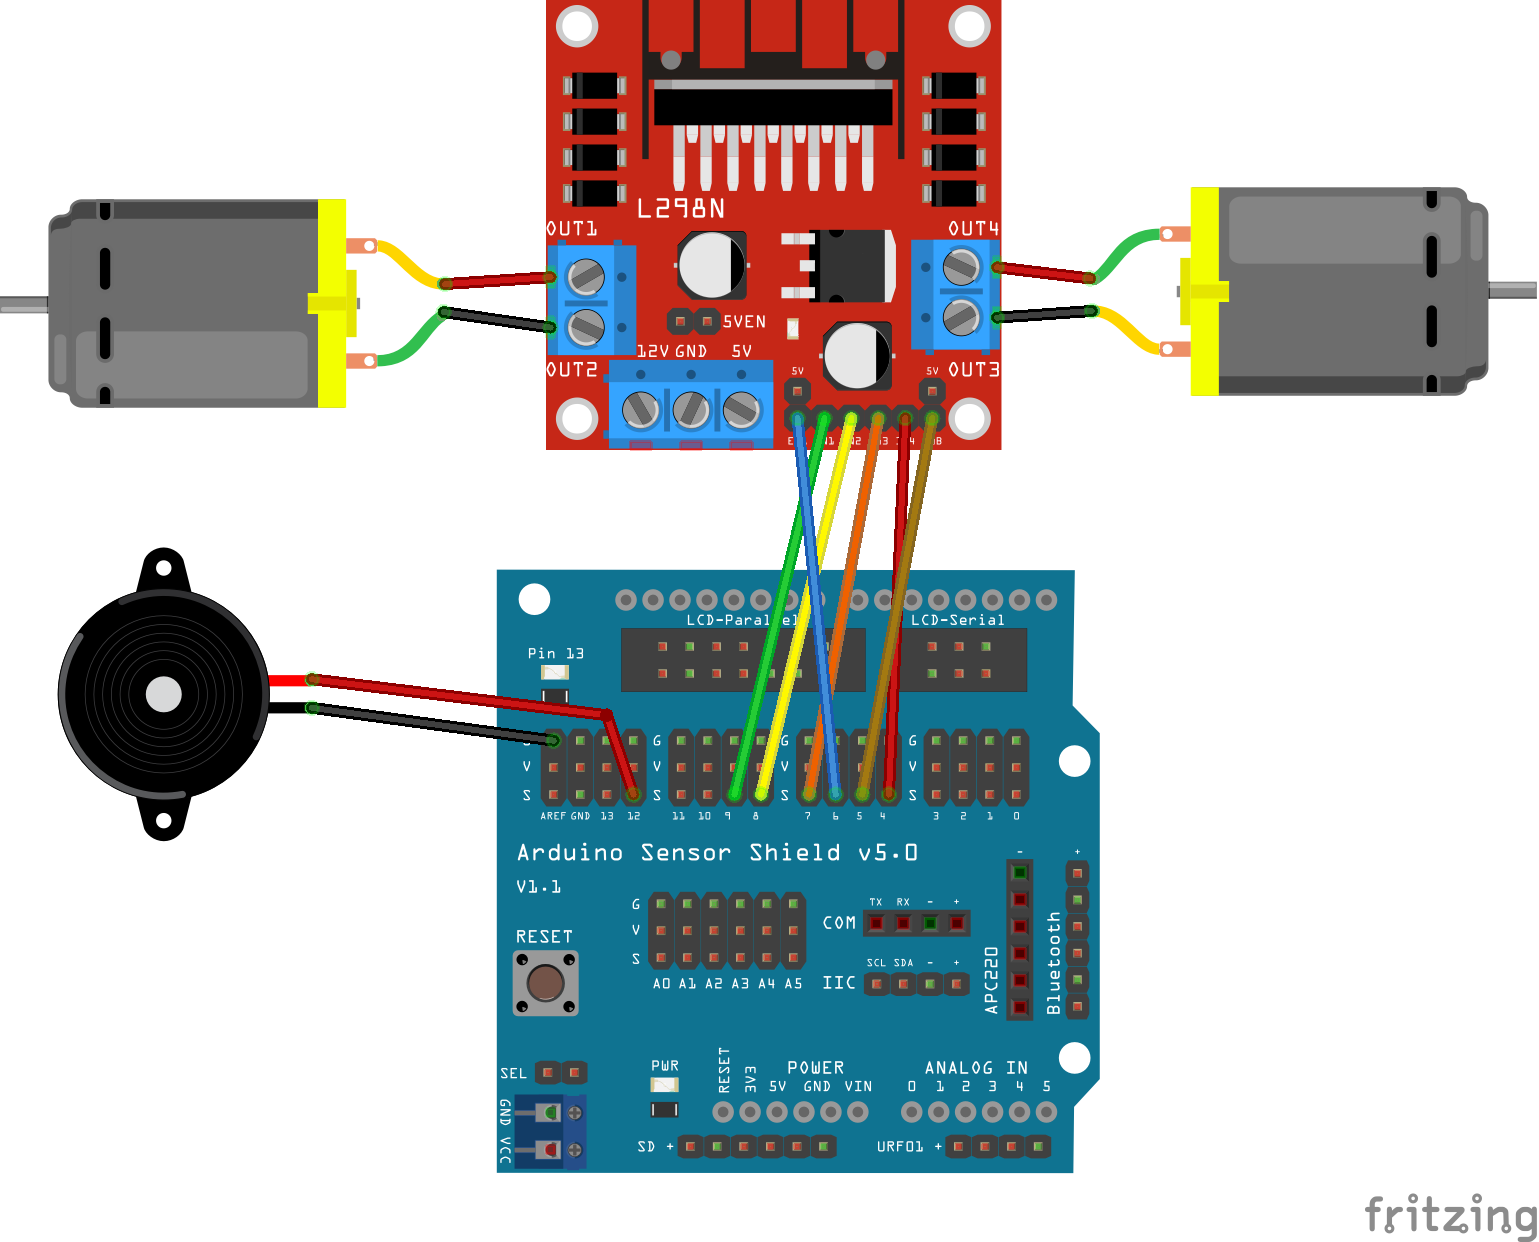 L298N
OUT1
OUT4
5VEN
12V GND 5V
OUT2
OUT3
5V
5V
LCD-Parallel
LCD-Serial
Pin 13
G G G G
V V V V
S S S S
AREF GND 13 12
11 10 9 8
7 6 5 4
3 2 1 0
Arduino Sensor Shield v5.0
V1.1
RESET
G
V
S
A0 A1 A2 A3 A4 A5
TX RX - +
COM
SCL SDA - +
IIC
APC220
-
Bluetooth
+
SEL
GND VCC
PWR
POWER
RESET 3V3 5V GND VIN
ANALOG IN
0 1 2 3 4 5
SD +
URF01 +
fritzing